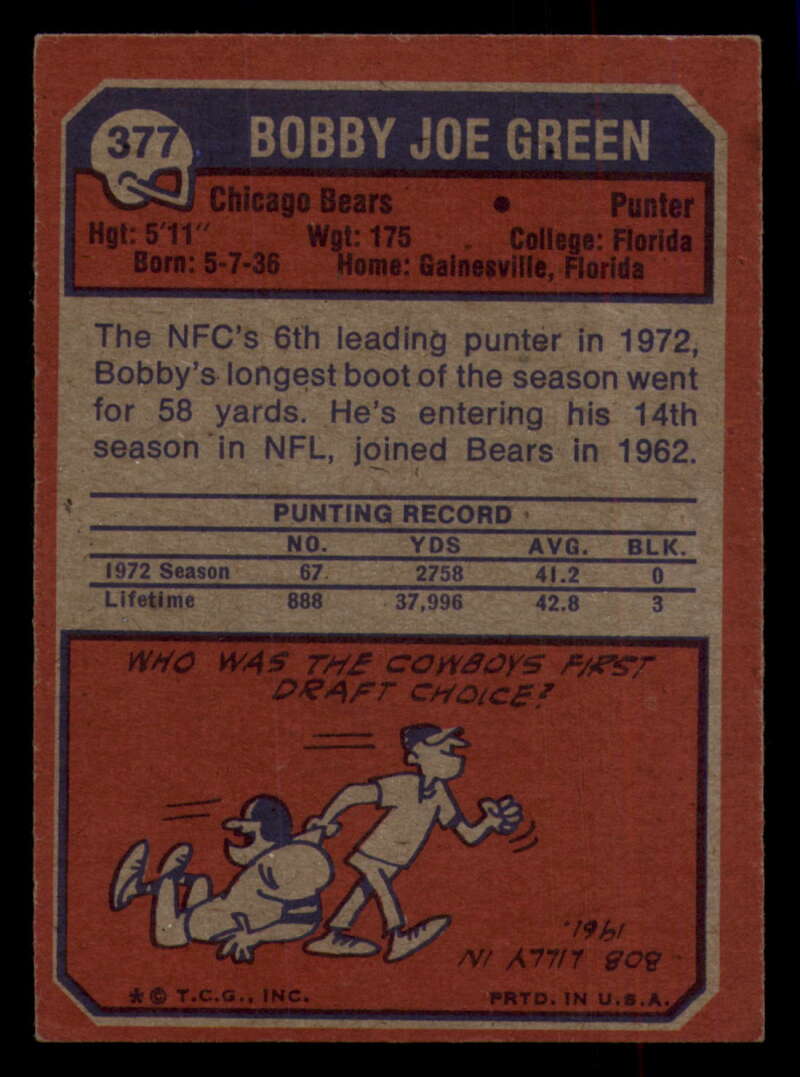 377 BOBBY JOE GREEN
Chicago Bears • Punter
Hgt: 5'11" Wgt: 175 College: Florida
Born: 5-7-36 Home: Gainesville, Florida
The NFC's 6th leading punter in 1972,
Bobby's longest boot of the season went
for 58 yards. He's entering his 14th
season in NFL, joined Bears in 1962.
PUNTING RECORD
NO. YDS AVG. BLK.
1972 Season 67 2758 41.2 0
Lifetime 888 37,996 42.8 3
WHO WAS THE COWBOYS FIRST
DRAFT CHOICE?
BOB LILLY IN
1961.
* © T.C.G., INC. PRTD. IN U.S.A.